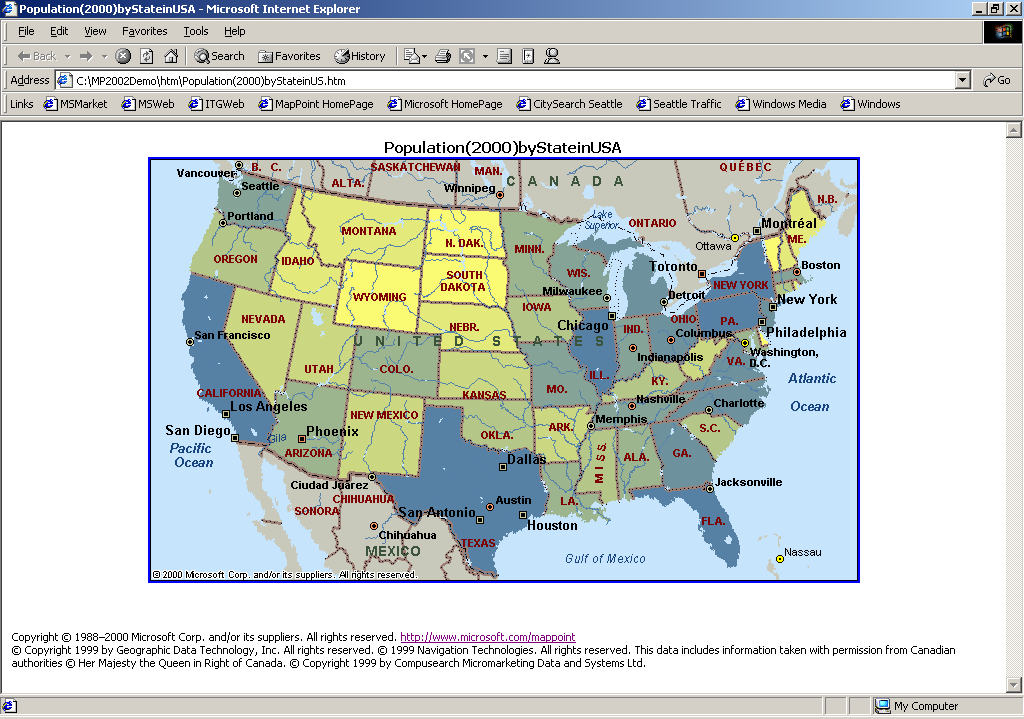 Population(2000)byStateinUSA - Microsoft Internet Explorer
File Edit View Favorites Tools Help
Back Search Favorites History
Address C:\MP2002Demo\htm\Population(2000)byStateinUS.htm Go
Links MSMarket MSWeb ITGWeb MapPoint HomePage Microsoft HomePage CitySearch Seattle Seattle Traffic Windows Media Windows
Population(2000)byStateinUSA
B. C. SASKATCHEWAN MAN. QUÉBEC
Vancouver ALTA. Winnipeg C A N A D A
Seattle N.B.
Portland Lake Superior ONTARIO Montréal
MONTANA N. DAK. MINN. Ottawa ME.
OREGON IDAHO SOUTH DAKOTA WIS. Toronto Boston
WYOMING Milwaukee Detroit NEW YORK New York
NEVADA NEBR. IOWA Chicago IND. OHIO PA.
San Francisco Columbus Philadelphia
U N I T E D S T A T E S
UTAH COLO. ILL. Indianapolis VA. Washington, D.C.
CALIFORNIA KANSAS MO. KY. Atlantic Ocean
Los Angeles NEW MEXICO Nashville Charlotte
San Diego Gila Phoenix OKLA. ARK. Memphis S.C.
Pacific Ocean ARIZONA Dallas MISS. ALA. GA.
Ciudad Juárez Jacksonville
SONORA CHIHUAHUA San Antonio Austin LA. FLA.
Chihuahua Houston
MEXICO TEXAS Gulf of Mexico Nassau
© 2000 Microsoft Corp. and/or its suppliers. All rights reserved.
Copyright © 1988–2000 Microsoft Corp. and/or its suppliers. All rights reserved. http://www.microsoft.com/mappoint
© Copyright 1999 by Geographic Data Technology, Inc. All rights reserved. © 1999 Navigation Technologies. All rights reserved. This data includes information taken with permission from Canadian
authorities © Her Majesty the Queen in Right of Canada. © Copyright 1999 by Compusearch Micromarketing Data and Systems Ltd.
My Computer